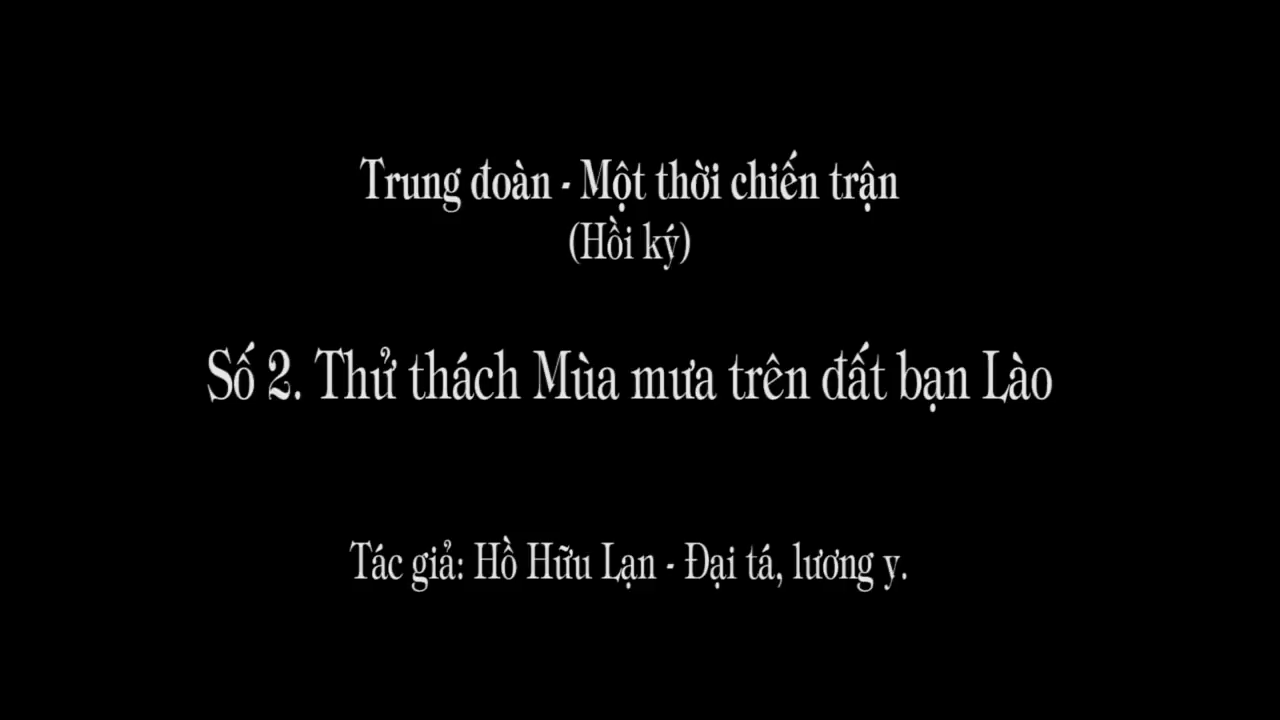 Trung đoàn - Một thời chiến trận
(Hồi ký)
Số 2. Thử thách Mùa mưa trên đất bạn Lào
Tác giả: Hồ Hữu Lạn - Đại tá, lương y.